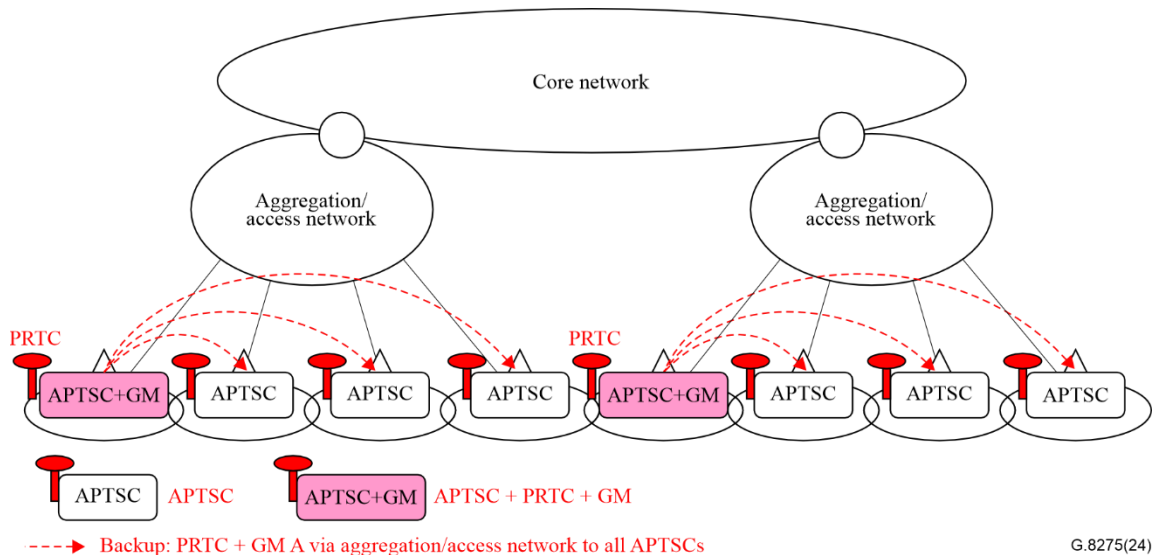 Core network
Aggregation/
access network
Aggregation/
access network
PRTC
PRTC
APTSC+GM
APTSC
APTSC
APTSC
APTSC+GM
APTSC
APTSC
APTSC
APTSC
APTSC
APTSC+GM
APTSC + PRTC + GM
Backup: PRTC + GM A via aggregation/access network to all APTSCs
G.8275(24)